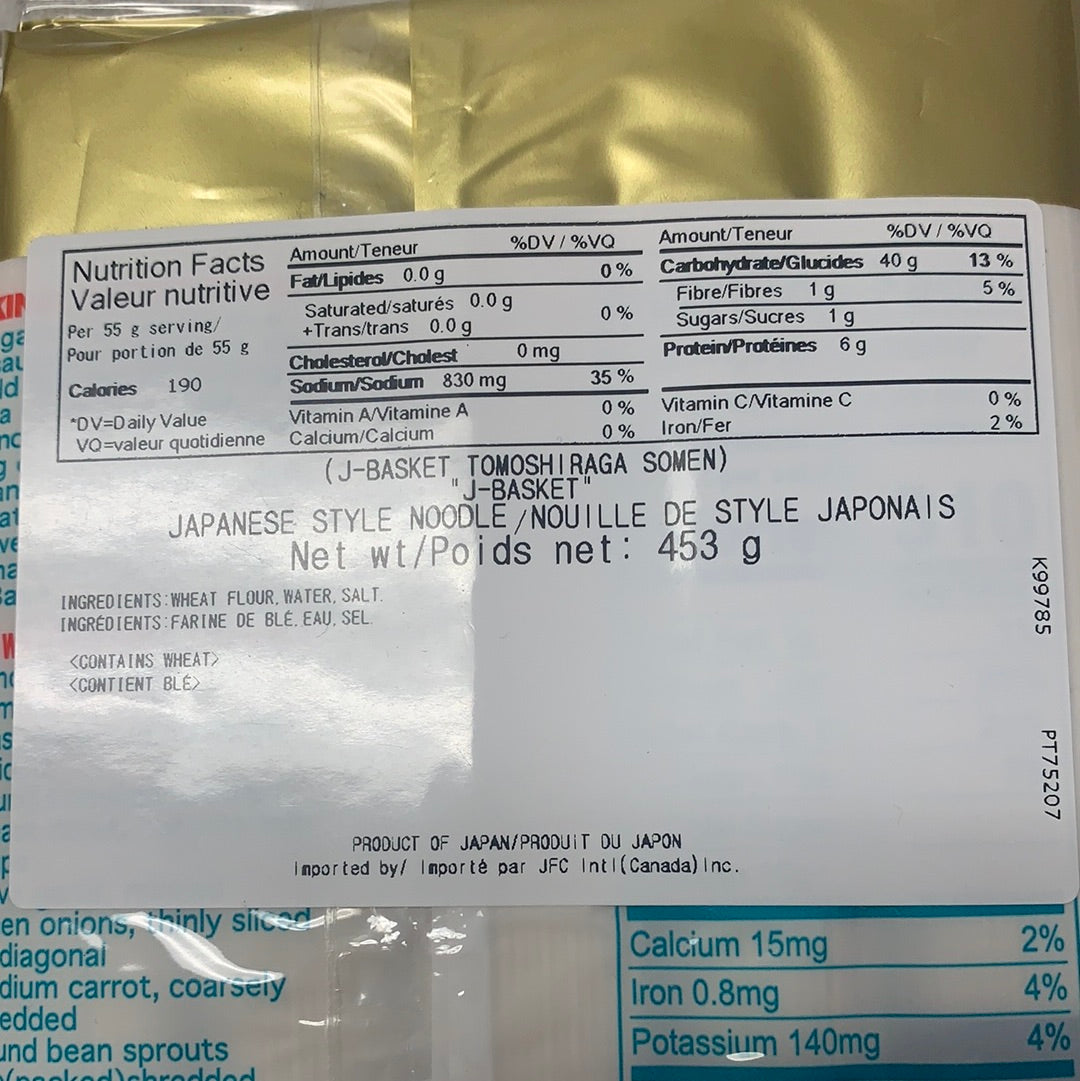 Nutrition Facts
Valeur nutritive
Per 55 g serving/
Pour portion de 55 g
Calories 190
*DV=Daily Value
VQ=valeur quotidienne
Amount/Teneur %DV / %VQ
Fat/Lipides 0.0 g 0 %
Saturated/saturés 0.0 g
+Trans/trans 0.0 g 0 %
Cholesterol/Cholest 0 mg
Sodium/Sodium 830 mg 35 %
Vitamin A/Vitamine A 0 %
Calcium/Calcium 0 %
Amount/Teneur %DV / %VQ
Carbohydrate/Glucides 40 g 13 %
Fibre/Fibres 1 g 5 %
Sugars/Sucres 1 g
Protein/Protéines 6 g
Vitamin C/Vitamine C 0 %
Iron/Fer 2 %
(J-BASKET TOMOSHIRAGA SOMEN)
"J-BASKET"
JAPANESE STYLE NOODLE/NOUILLE DE STYLE JAPONAIS
Net wt/Poids net: 453 g
INGREDIENTS:WHEAT FLOUR, WATER, SALT.
INGRÉDIENTS:FARINE DE BLÉ. EAU, SEL.
<CONTAINS WHEAT>
<CONTIENT BLÉ>
K99785
PT75207
PRODUCT OF JAPAN/PRODUiT DU JAPON
Imported by/ Importé par JFC Intl(Canada)Inc.
en onions, thinly sliced
diagonal
dium carrot, coarsely
edded
und bean sprouts
Calcium 15mg 2%
Iron 0.8mg 4%
Potassium 140mg 4%